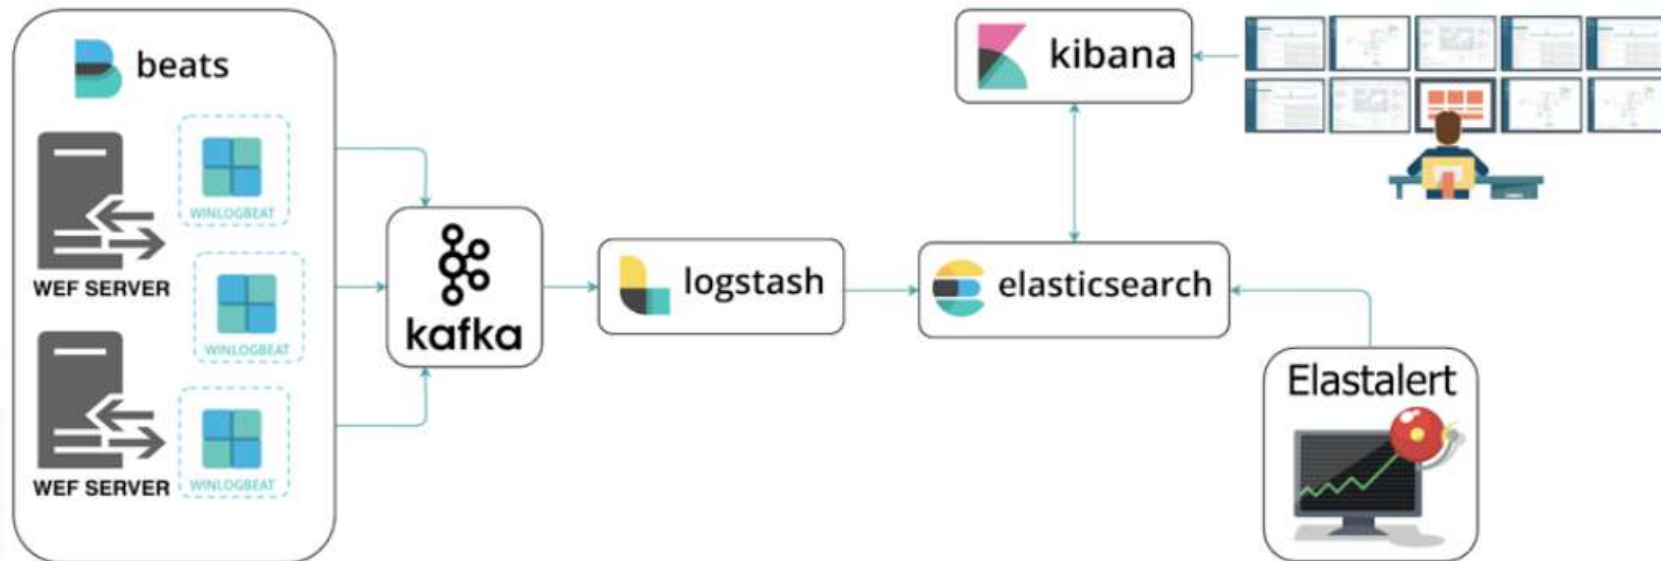 beats
WINLOGBEAT
WEF SERVER
WINLOGBEAT
WEF SERVER
WINLOGBEAT
kafka
logstash
elasticsearch
kibana
Elastalert